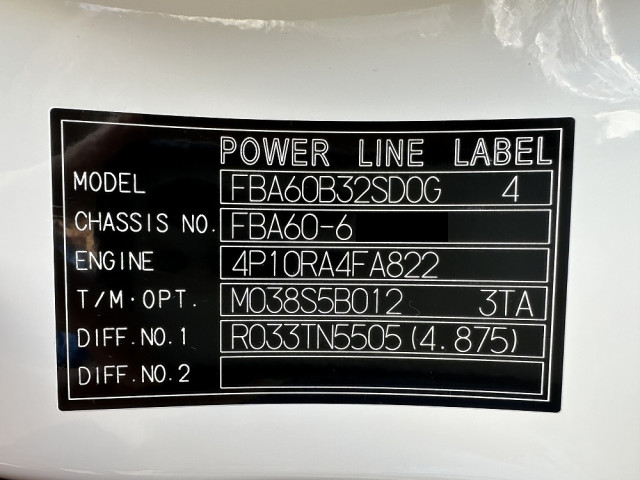 POWER LINE LABEL
MODEL FBA60B32SD0G 4
CHASSIS NO. FBA60-6
ENGINE 4P10RA4FA822
T/M·OPT. M038S5B012 3TA
DIFF.NO.1 R033TN5505(4.875)
DIFF.NO.2